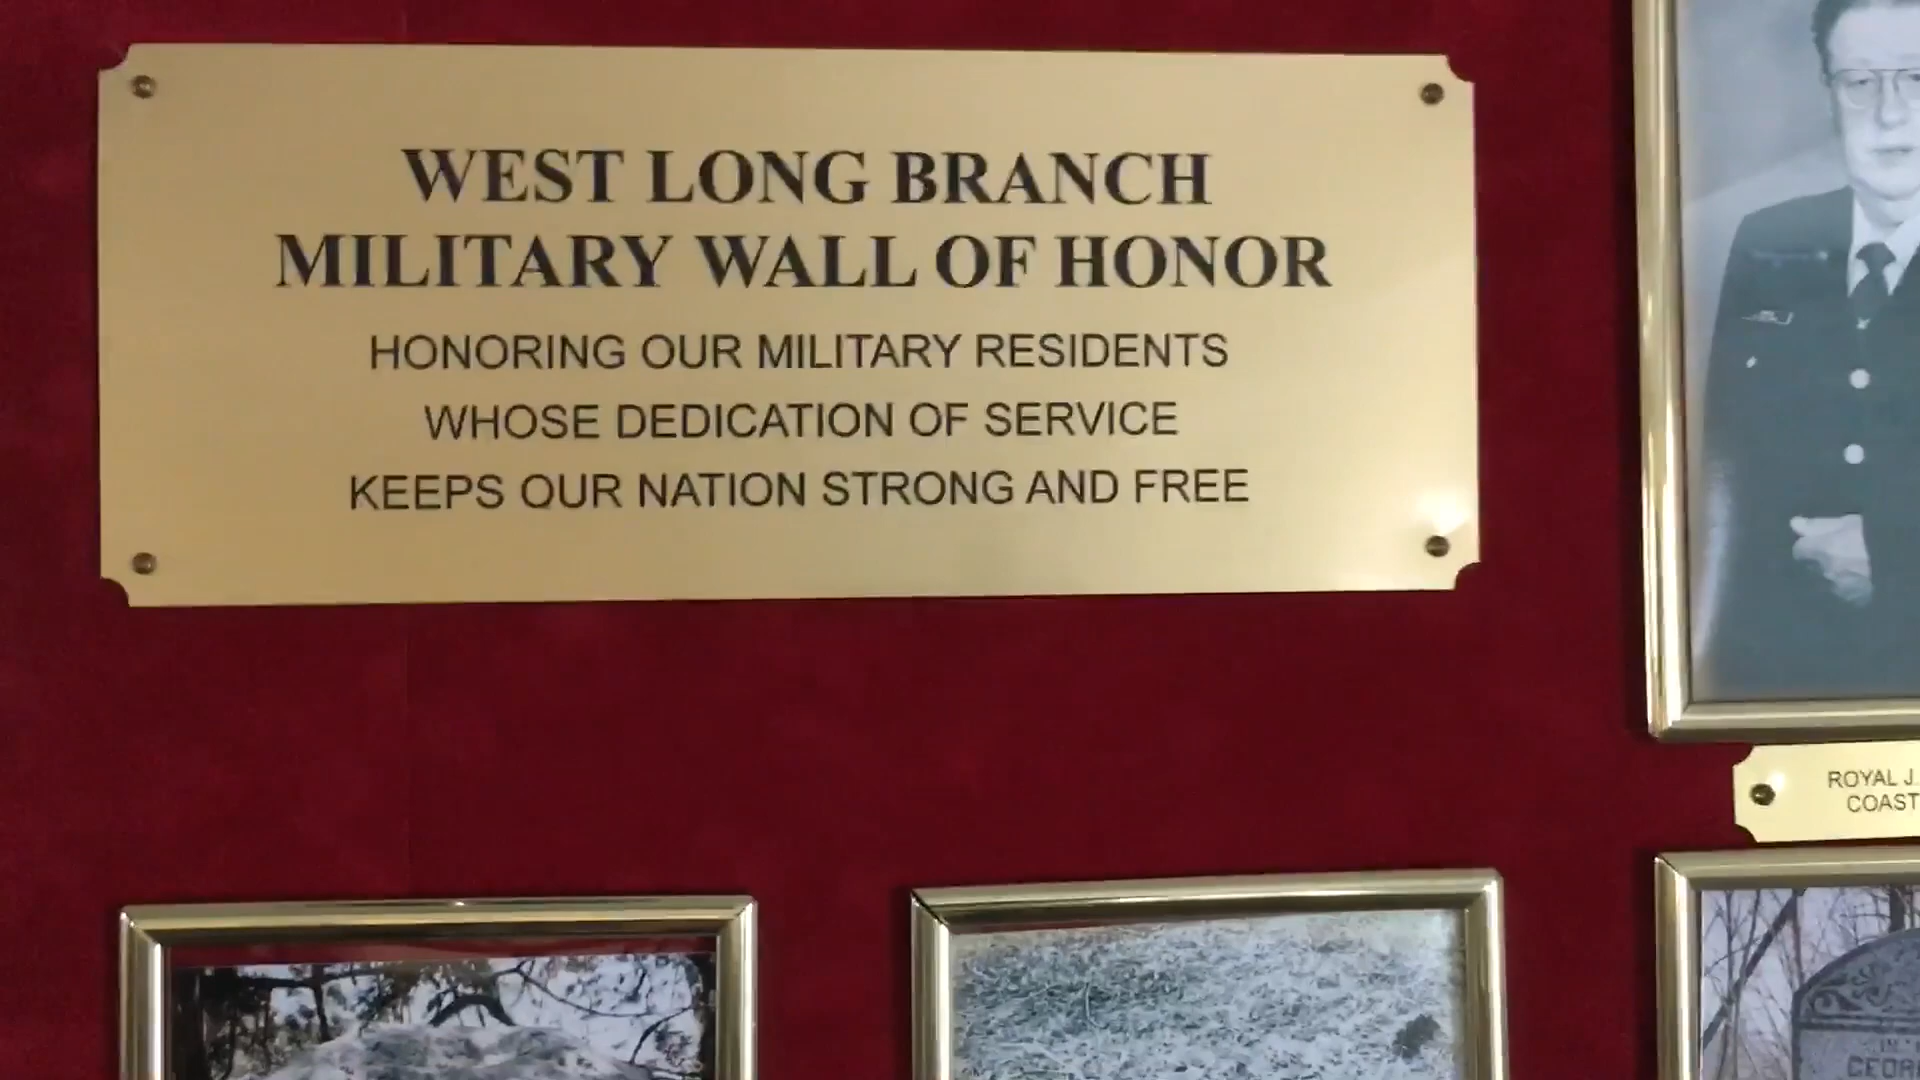 WEST LONG BRANCH
MILITARY WALL OF HONOR
HONORING OUR MILITARY RESIDENTS
WHOSE DEDICATION OF SERVICE
KEEPS OUR NATION STRONG AND FREE
ROYAL J.
COAST